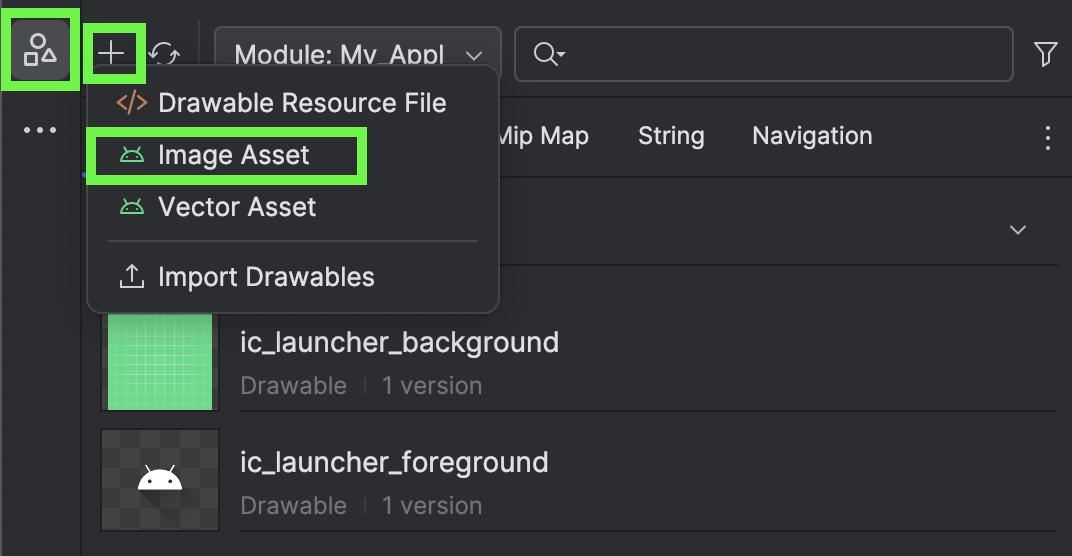 Module: My_Appl
Drawable Resource File
Mip Map
String
Navigation
Image Asset
Vector Asset
Import Drawables
ic_launcher_background
Drawable | 1 version
ic_launcher_foreground
Drawable | 1 version